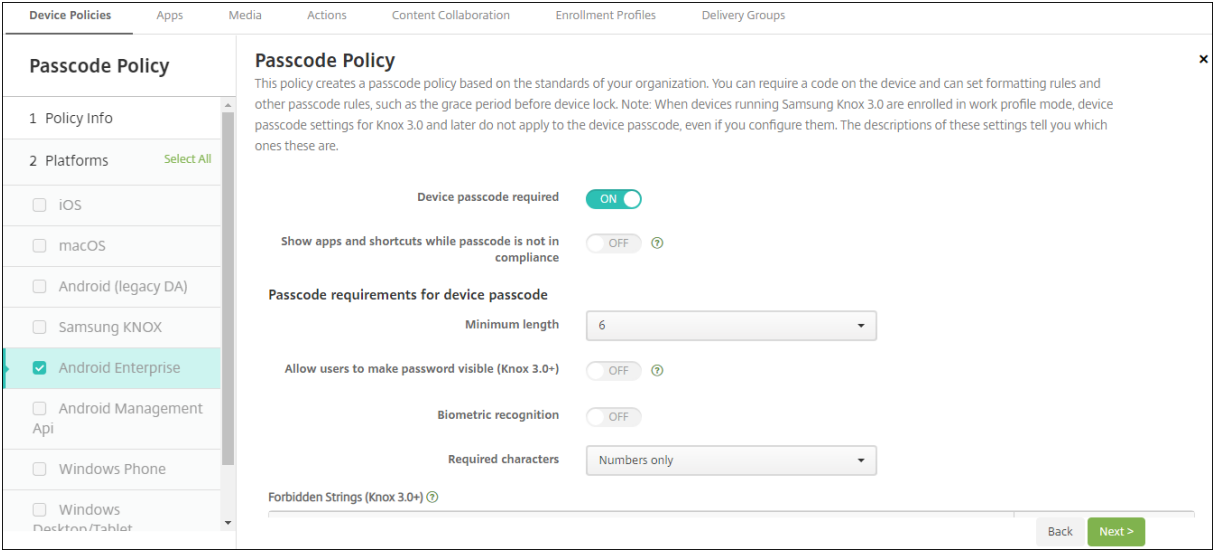 Device Policies Apps Media Actions Content Collaboration Enrollment Profiles Delivery Groups
Passcode Policy
1 Policy Info
2 Platforms Select All
iOS
macOS
Android (legacy DA)
Samsung KNOX
Android Enterprise
Android Management
Api
Windows Phone
Windows
Desktop/Tablet
Passcode Policy
This policy creates a passcode policy based on the standards of your organization. You can require a code on the device and can set formatting rules and
other passcode rules, such as the grace period before device lock. Note: When devices running Samsung Knox 3.0 are enrolled in work profile mode, device
passcode settings for Knox 3.0 and later do not apply to the device passcode, even if you configure them. The descriptions of these settings tell you which
ones these are.
Device passcode required ON
Show apps and shortcuts while passcode is not in
compliance OFF ?
Passcode requirements for device passcode
Minimum length 6
Allow users to make password visible (Knox 3.0+) OFF ?
Biometric recognition OFF
Required characters Numbers only
Forbidden Strings (Knox 3.0+) ?
Back Next >